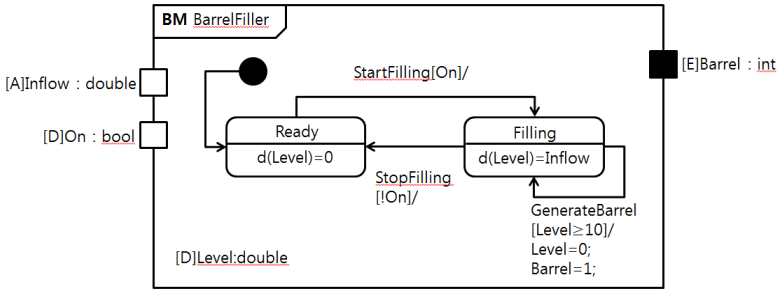 BM BarrelFiller
[A]Inflow : double
[D]On : bool
[E]Barrel : int
StartFilling[On]/
Ready
d(Level)=0
Filling
d(Level)=Inflow
StopFilling
[!On]/
GenerateBarrel
[Level≥10]/
Level=0;
Barrel=1;
[D]Level:double